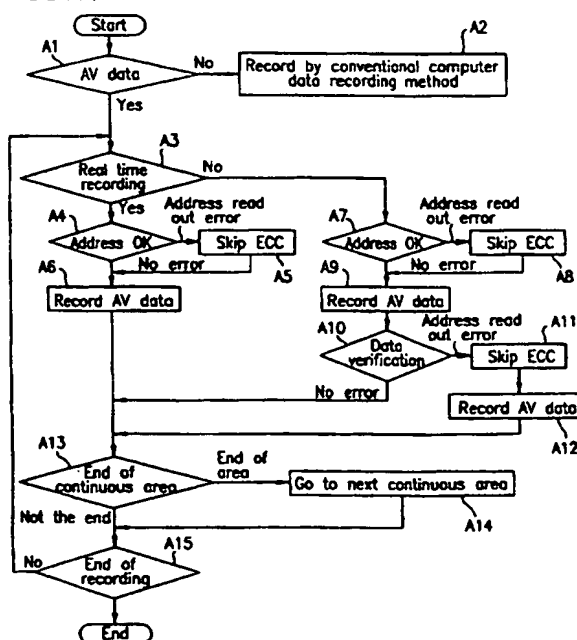 Start
A1
AV data
No
A2
Record by conventional computer
data recording method
Yes
A3
Real time
recording
No
Yes
A4
Address OK
Address read
out error
Skip ECC
A5
No error
A6
Record AV data
A7
Address OK
Address read
out error
Skip ECC
A8
No error
A9
Record AV data
A10
Data
verification
Address read
out error
A11
Skip ECC
No error
Record AV data
A12
A13
End of
continuous area
End of
area
Go to next continuous area
A14
Not the end
A15
No
End of
recording
End